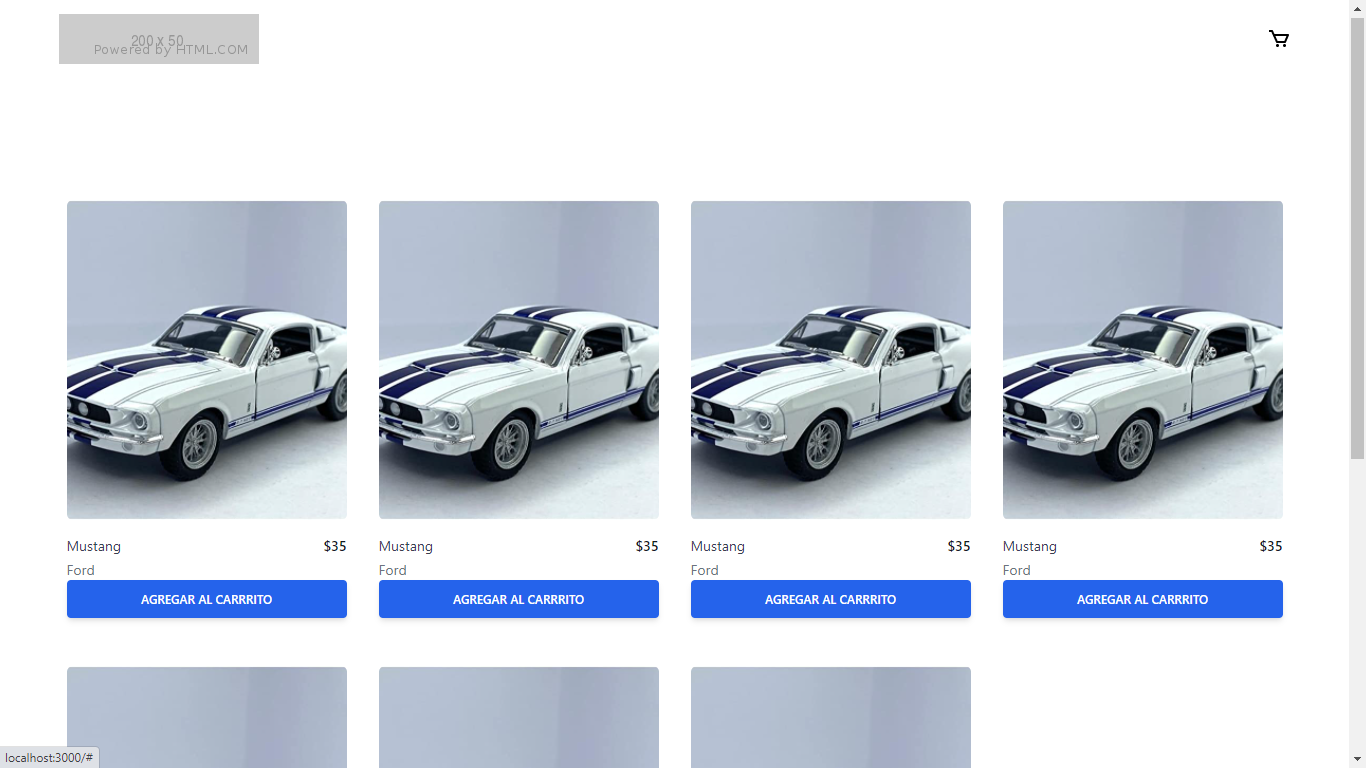 200 x 50
Powered by HTML.COM
Mustang $35 Mustang $35 Mustang $35 Mustang $35
Ford Ford Ford Ford
AGREGAR AL CARRRITO AGREGAR AL CARRRITO AGREGAR AL CARRRITO AGREGAR AL CARRRITO
localhost:3000/#